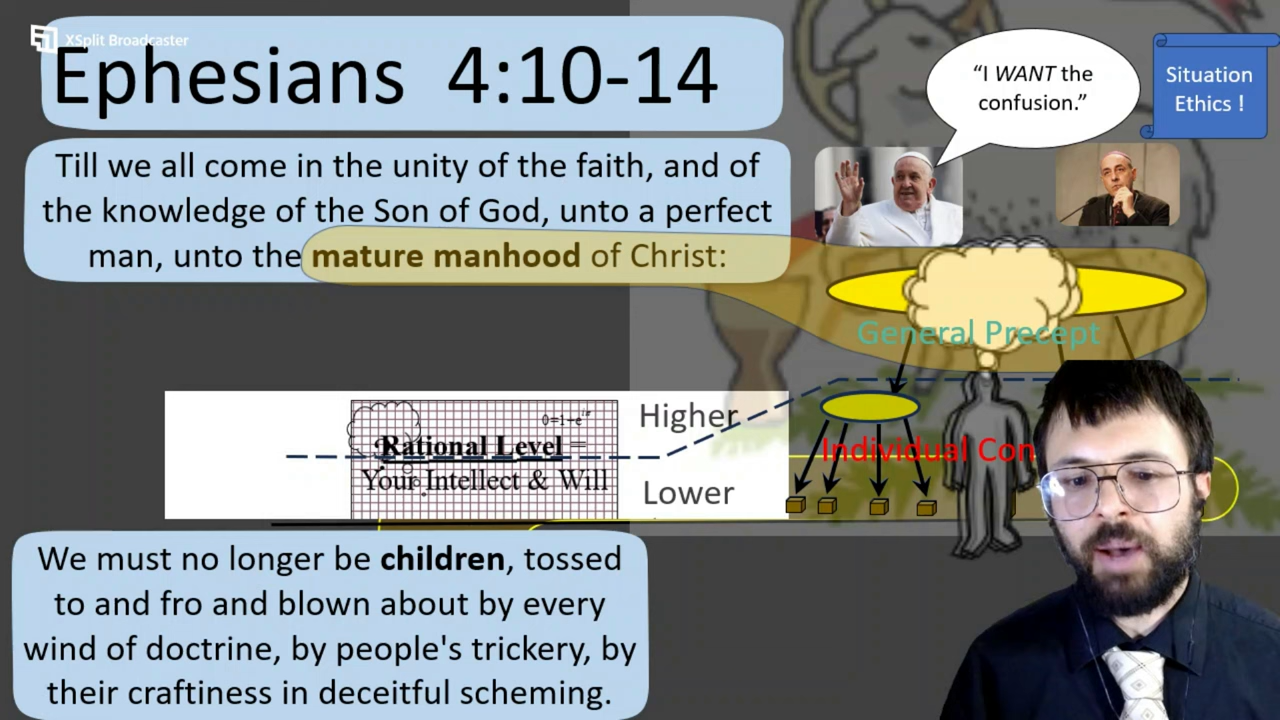 XSplit Broadcaster
Ephesians 4:10-14
Till we all come in the unity of the faith, and of
the knowledge of the Son of God, unto a perfect
man, unto the mature manhood of Christ:
“I WANT the
confusion.”
Situation
Ethics !
General Precept
Higher
Rational Level =
Your Intellect & Will
Lower
Individual Con
We must no longer be children, tossed
to and fro and blown about by every
wind of doctrine, by people's trickery, by
their craftiness in deceitful scheming.